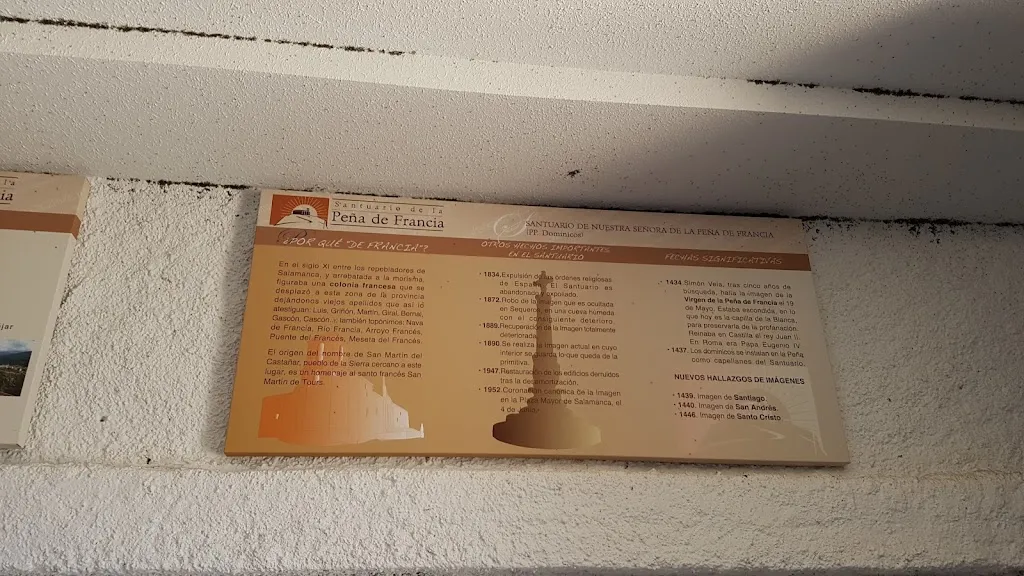 ia
ejar
Santuario de la
Peña de Francia
SANTUARIO DE NUESTRA SEÑORA DE LA PEÑA DE FRANCIA
(PP. Dominicos)
¿POR QUÉ "DE FRANCIA"?
En el siglo XI entre los repobladores de
Salamanca, y arrebatada a la morisma,
figuraba una colonia francesa que se
desplazó a esta zona de la provincia
dejándonos viejos apellidos que así lo
atestiguan: Luis, Griñón, Martín, Giral, Bernal,
Gascón, Cascón.. y también topónimos: Nava
de Francia, Río Francia, Arroyo Francés,
Puente del Francés, Meseta del Francés.
El origen del nombre de San Martín del
Castañar, pueblo de la Sierra cercano a este
lugar, es un homenaje al santo francés San
Martín de Tours.
OTROS HECHOS IMPORTANTES
EN EL SANTUARIO
· 1834. Expulsión de las órdenes religiosas
de España. El Santuario es
abandonado y expoliado.
1872. Robo de la Imagen que es ocultada
en Sequeros en una cueva húmeda
con el consiguiente deterioro.
· 1889. Recuperación de la Imagen totalmente
deteriorada.
· 1890. Se realiza la imagen actual en cuyo
interior se guarda lo que queda de la
primitiva.
· 1947. Restauración de los edificios derruidos
tras la desamortización.
· 1952. Coronación canónica de la Imagen
en la Plaza Mayor de Salamanca, el
4 de
FECHAS SIGNIFICATIVAS
· 1434. Simón Vela, tras cinco años de
búsqueda, halla la imagen de la
Virgen de la Peña de Francia el 19
de Mayo. Estaba escondida, en lo
que hoy es la capilla de la Blanca,
para preservarla de la profanación.
Reinaba en Castilla el rey Juan II.
En Roma era Papa Eugenio IV.
· 1437. Los dominicos se instalan en la Peña
como capellanes del Santuario.
NUEVOS HALLAZGOS DE IMÁGENES
· 1439. Imagen de Santiago.
· 1440. Imagen de San Andrés.
· 1446. Imagen de Santo Cristo.